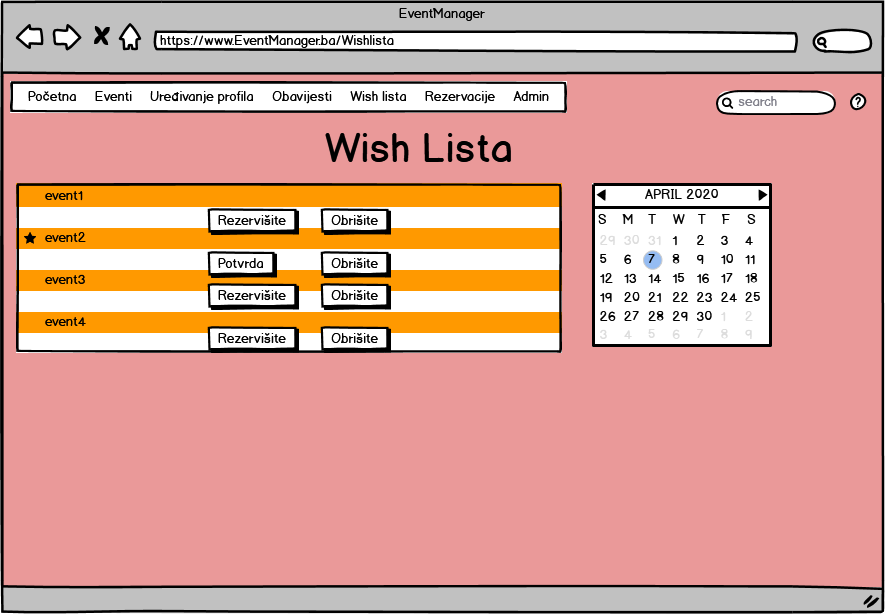 EventManager
https://www.EventManager.ba/Wishlista
Početna Eventi Uređivanje profila Obavijesti Wish lista Rezervacije Admin
search ?
Wish Lista
event1
Rezervišite Obrišite
event2
Potvrda Obrišite
event3
Rezervišite Obrišite
event4
Rezervišite Obrišite
APRIL 2020
S M T W T F S
29 30 31 1 2 3 4
5 6 7 8 9 10 11
12 13 14 15 16 17 18
19 20 21 22 23 24 25
26 27 28 29 30 1 2
3 4 5 6 7 8 9